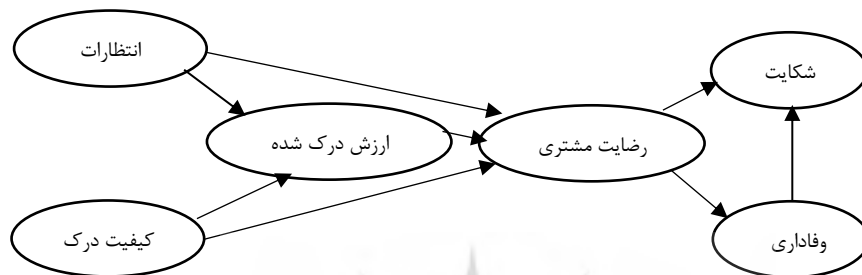 انتظارات
شکایت
ارزش درک شده
رضایت مشتری
کیفیت درک
وفاداری